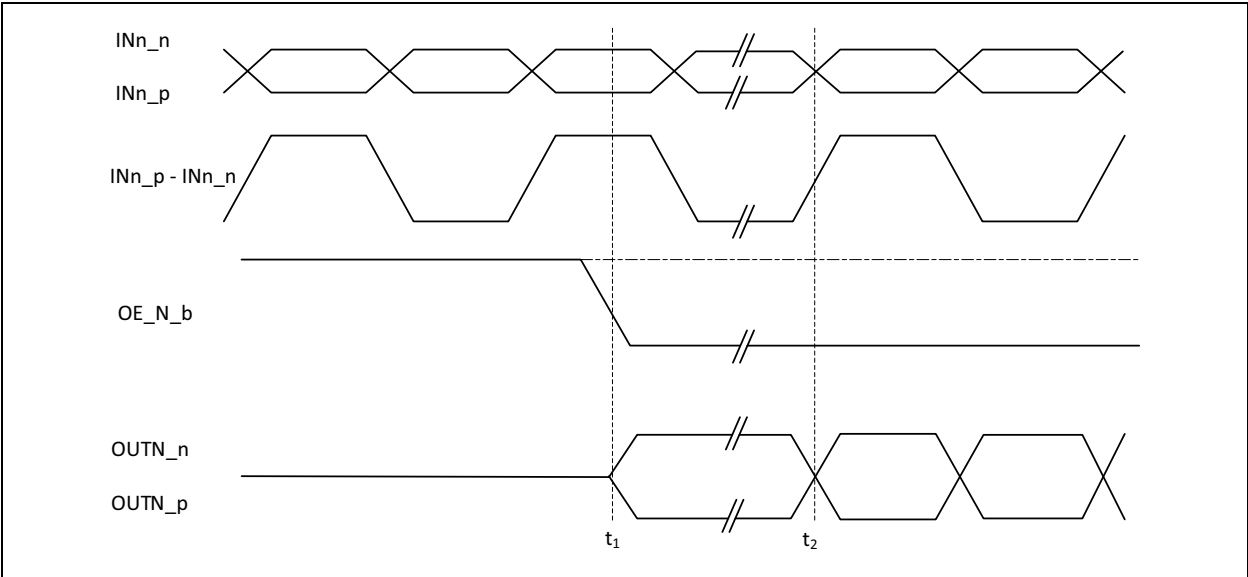 INn_n
INn_p
INn_p - INn_n
OE_N_b
OUTN_n
OUTN_p
t₁
t₂